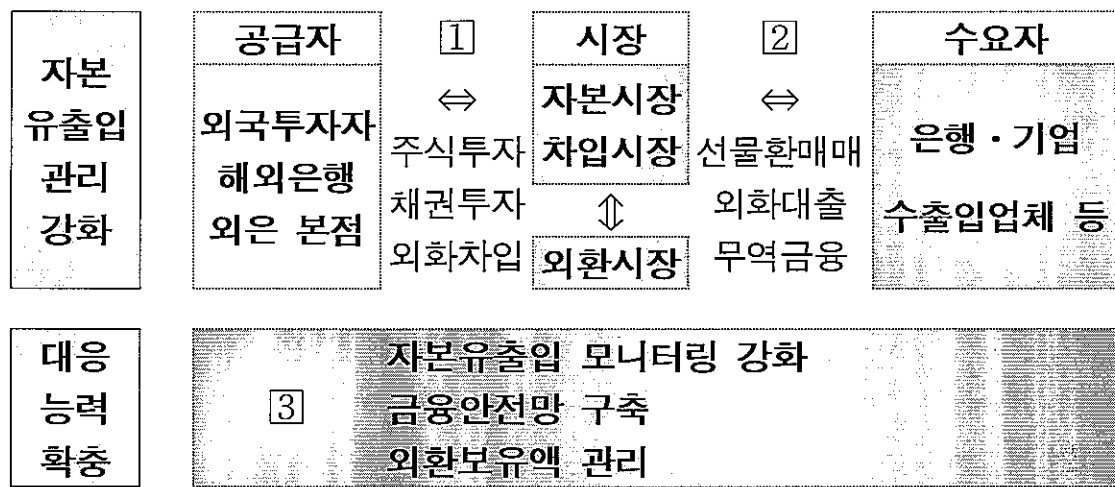 자본
유출입
관리
강화
공급자
외국투자자
해외은행
외은 본점
1
⇔
주식투자
채권투자
외화차입
시장
자본시장
차입시장
⇕
외환시장
2
⇔
선물환매매
외화대출
무역금융
수요자
은행·기업
수출입업체 등
대응
능력
확충
3
자본유출입 모니터링 강화
금융안전망 구축
외환보유액 관리